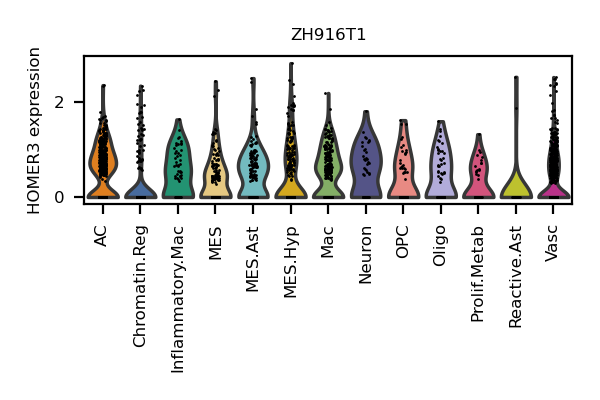 ZH916T1
HOMER3 expression
2
0
AC
Chromatin.Reg
Inflammatory.Mac
MES
MES.Ast
MES.Hyp
Mac
Neuron
OPC
Oligo
Prolif.Metab
Reactive.Ast
Vasc